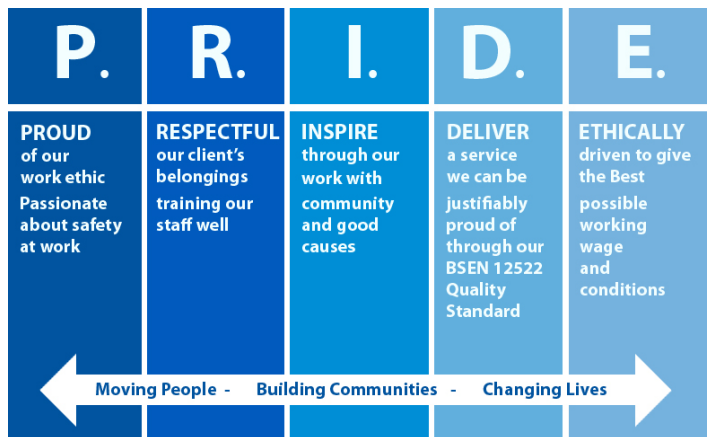 P. R. I. D. E.
PROUD
of our
work ethic
Passionate
about safety
at work
RESPECTFUL
our client's
belongings
training our
staff well
INSPIRE
through our
work with
community
and good
causes
DELIVER
a service
we can be
justifiably
proud of
through our
BSEN 12522
Quality
Standard
ETHICALLY
driven to give
the Best
possible
working
wage
and
conditions
Moving People - Building Communities - Changing Lives